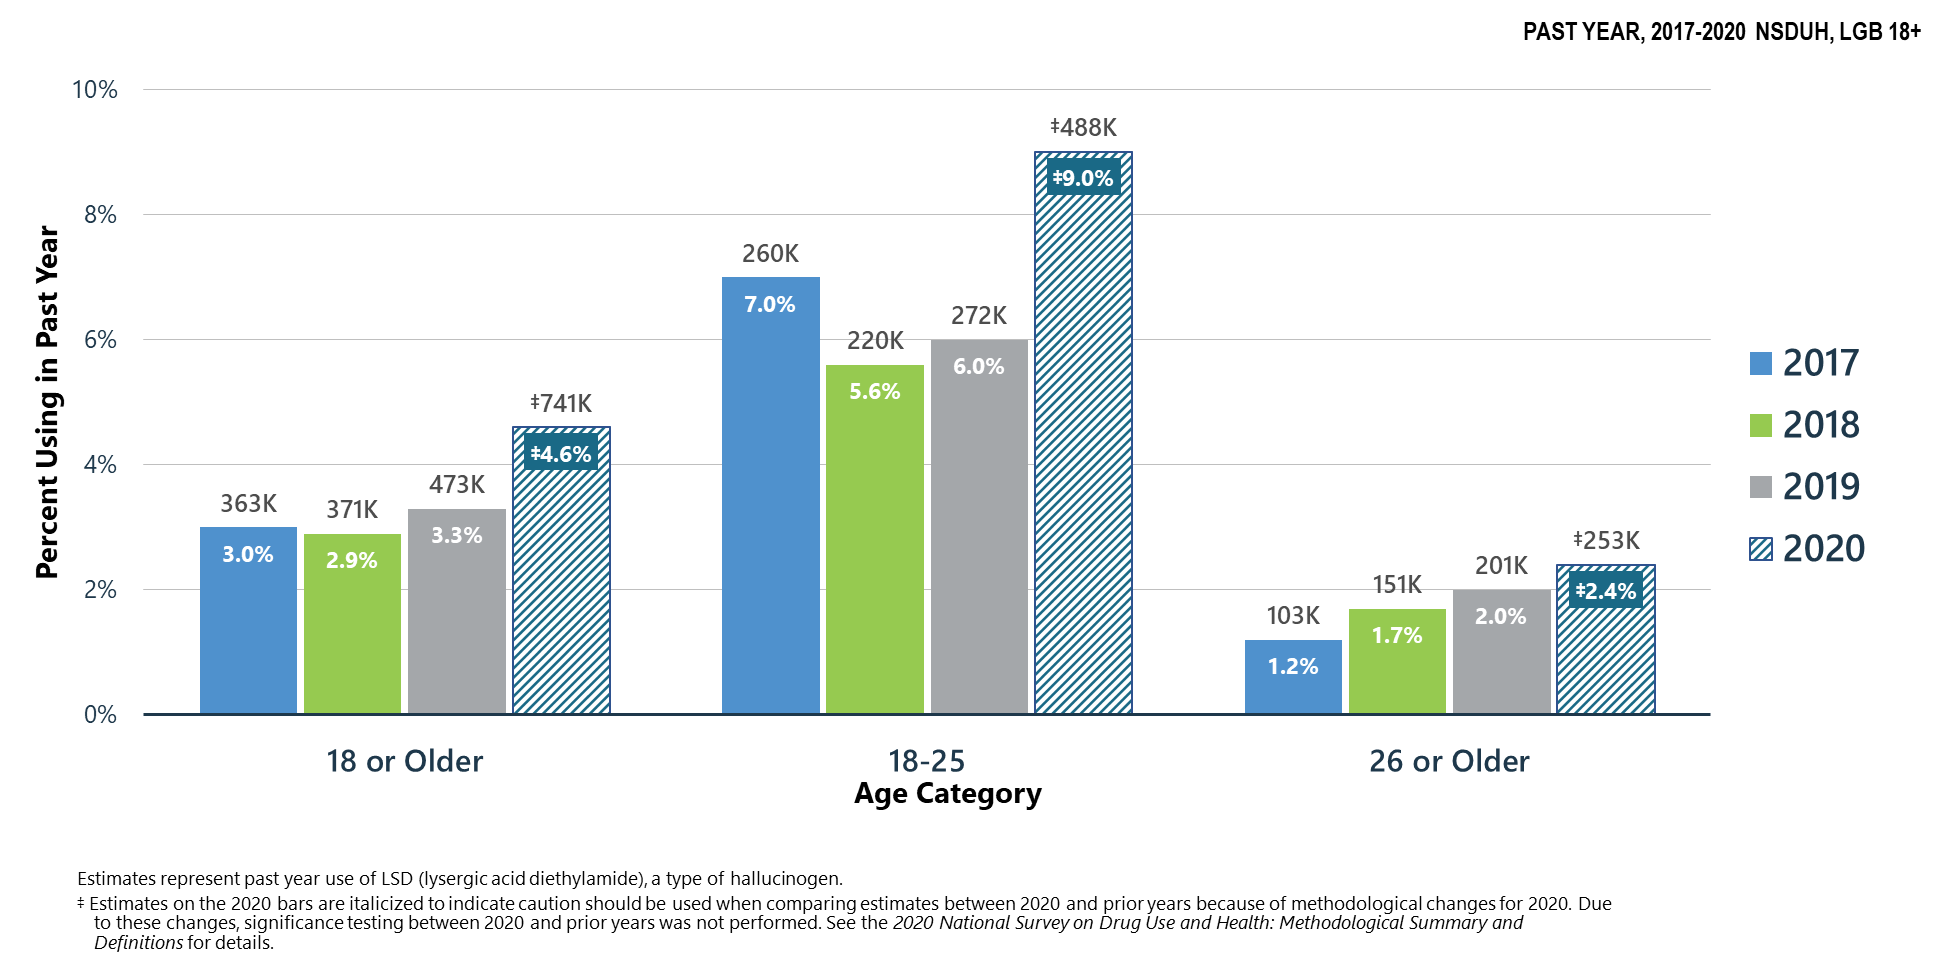 PAST YEAR, 2017-2020 NSDUH, LGB 18+
10%
8%
6%
4%
2%
0%
Percent Using in Past Year
363K
3.0%
371K
2.9%
473K
3.3%
‡741K
‡4.6%
260K
7.0%
220K
5.6%
272K
6.0%
‡488K
‡9.0%
103K
1.2%
151K
1.7%
201K
2.0%
‡253K
‡2.4%
2017
2018
2019
2020
18 or Older
18-25
26 or Older
Age Category
Estimates represent past year use of LSD (lysergic acid diethylamide), a type of hallucinogen.
‡ Estimates on the 2020 bars are italicized to indicate caution should be used when comparing estimates between 2020 and prior years because of methodological changes for 2020. Due
to these changes, significance testing between 2020 and prior years was not performed. See the 2020 National Survey on Drug Use and Health: Methodological Summary and
Definitions for details.